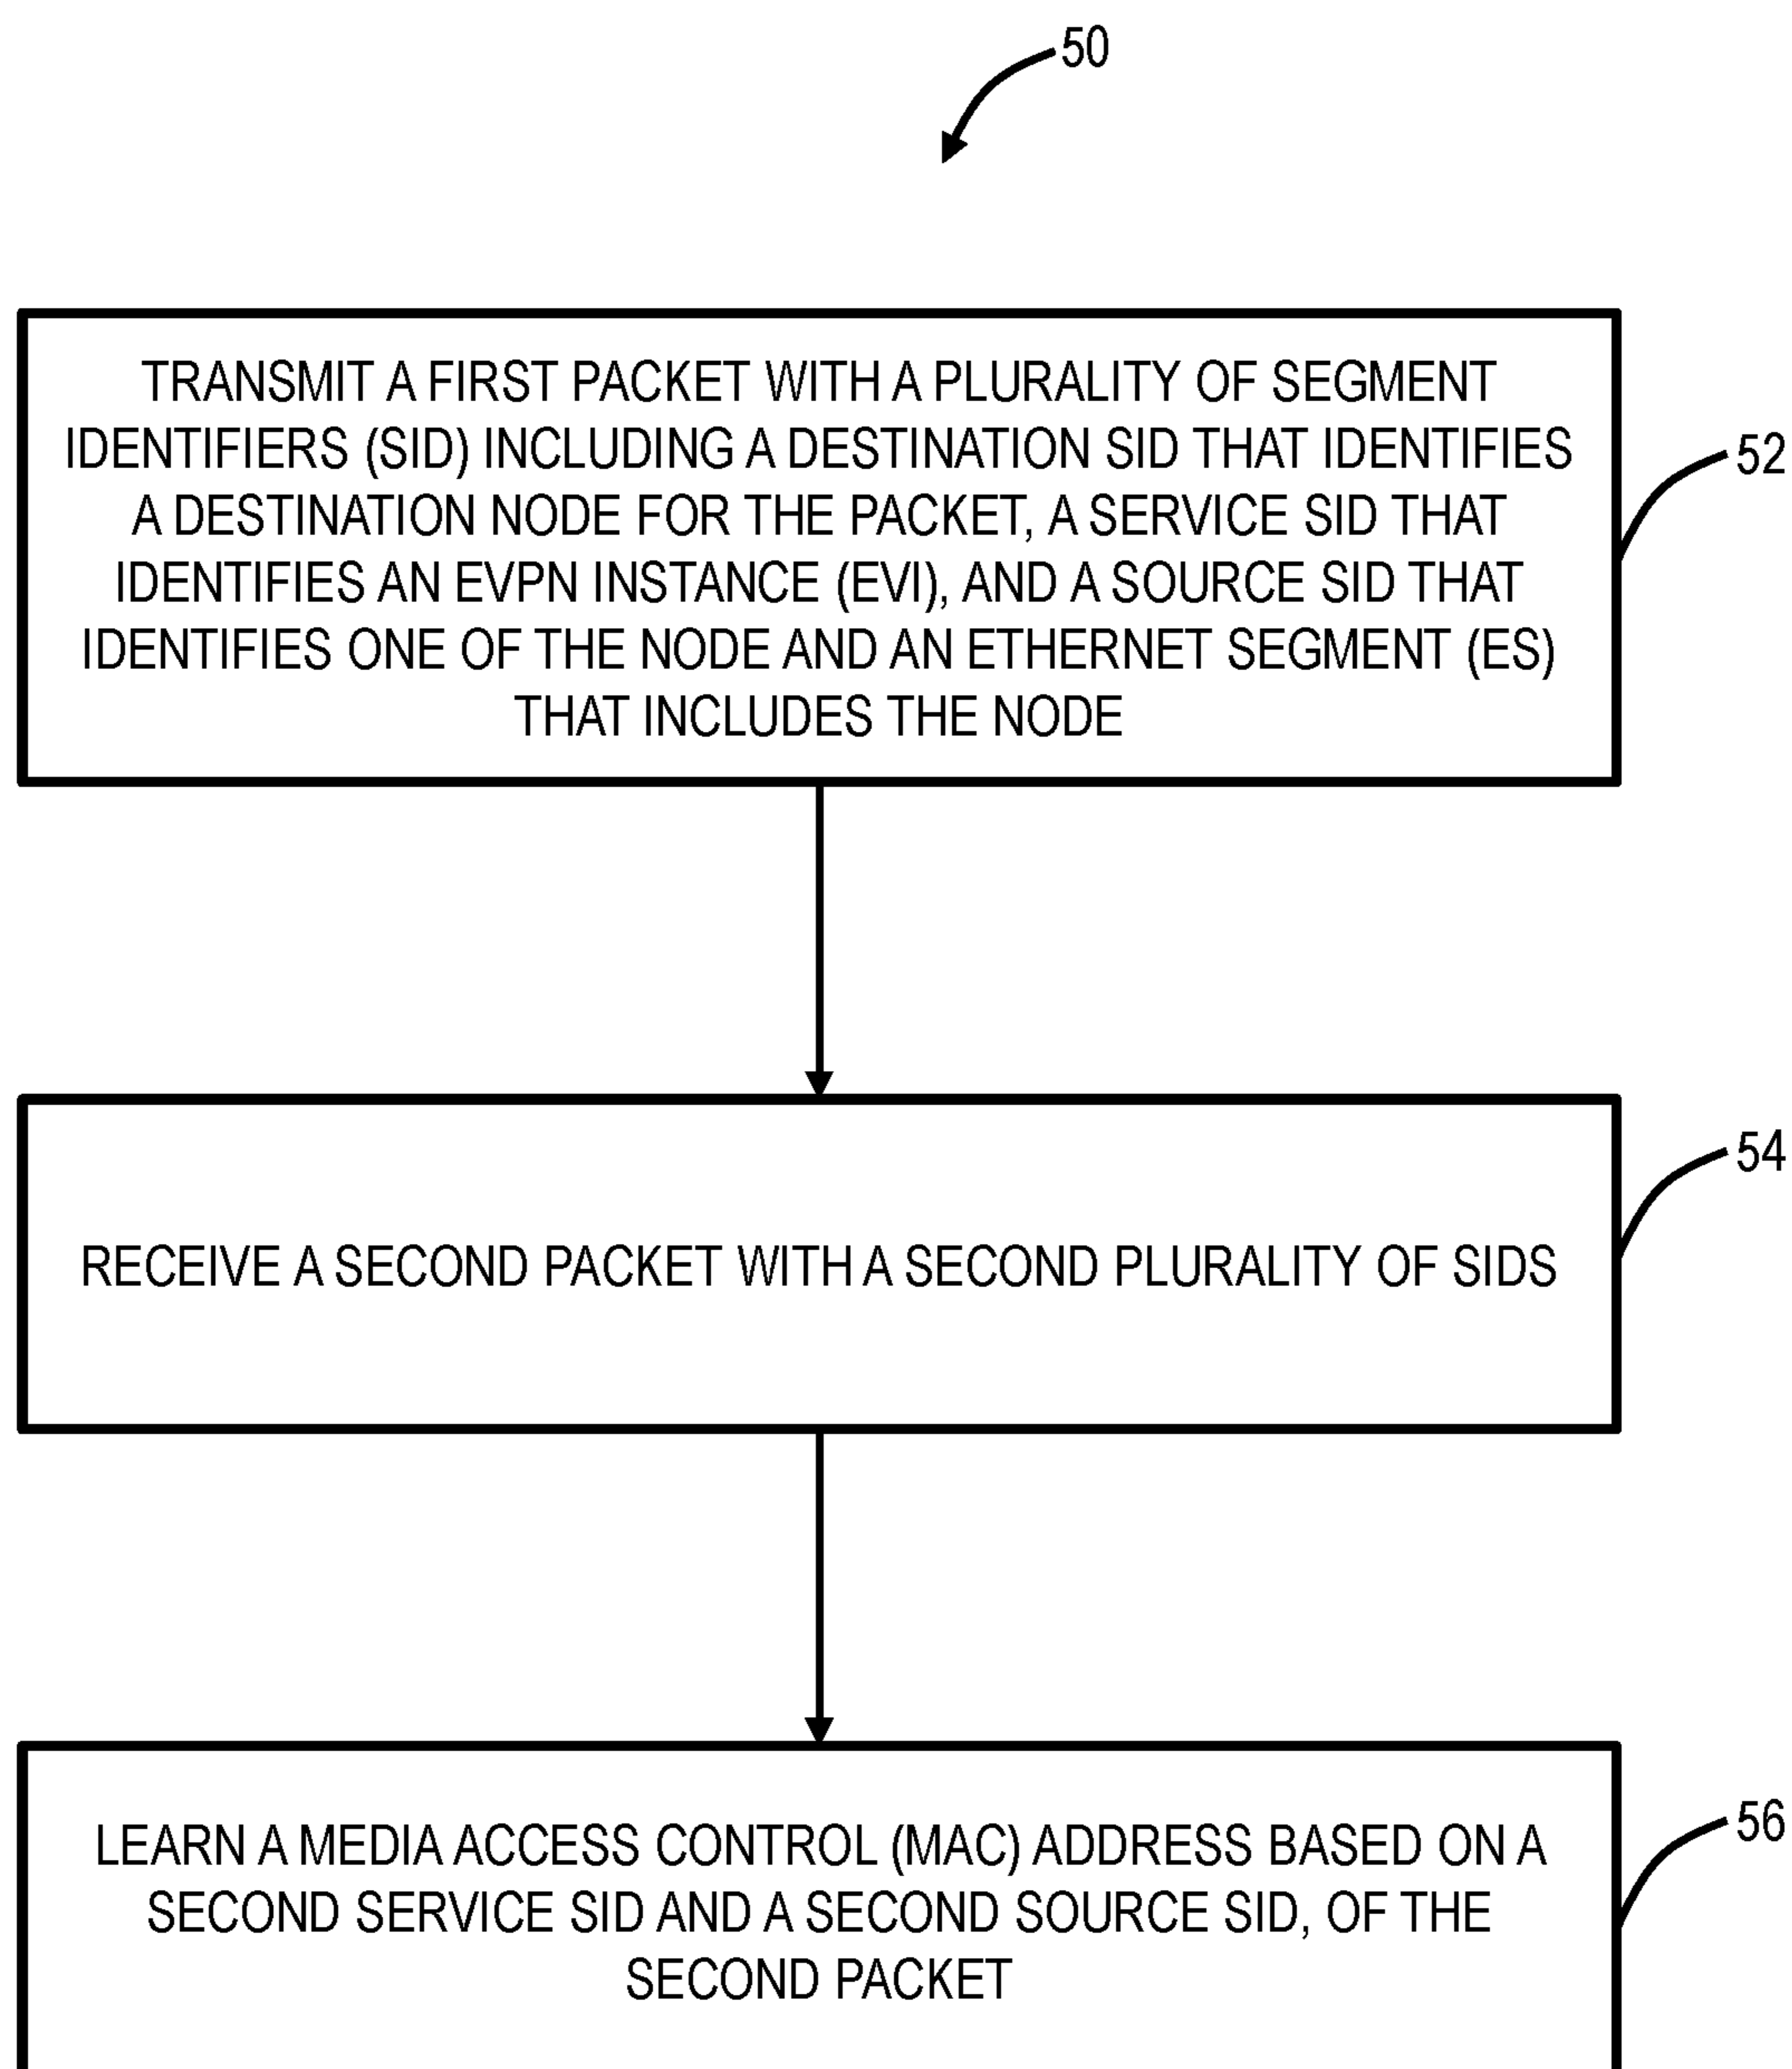 50
TRANSMIT A FIRST PACKET WITH A PLURALITY OF SEGMENT
IDENTIFIERS (SID) INCLUDING A DESTINATION SID THAT IDENTIFIES
A DESTINATION NODE FOR THE PACKET, A SERVICE SID THAT
IDENTIFIES AN EVPN INSTANCE (EVI), AND A SOURCE SID THAT
IDENTIFIES ONE OF THE NODE AND AN ETHERNET SEGMENT (ES)
THAT INCLUDES THE NODE
52
RECEIVE A SECOND PACKET WITH A SECOND PLURALITY OF SIDS
54
LEARN A MEDIA ACCESS CONTROL (MAC) ADDRESS BASED ON A
SECOND SERVICE SID AND A SECOND SOURCE SID, OF THE
SECOND PACKET
56